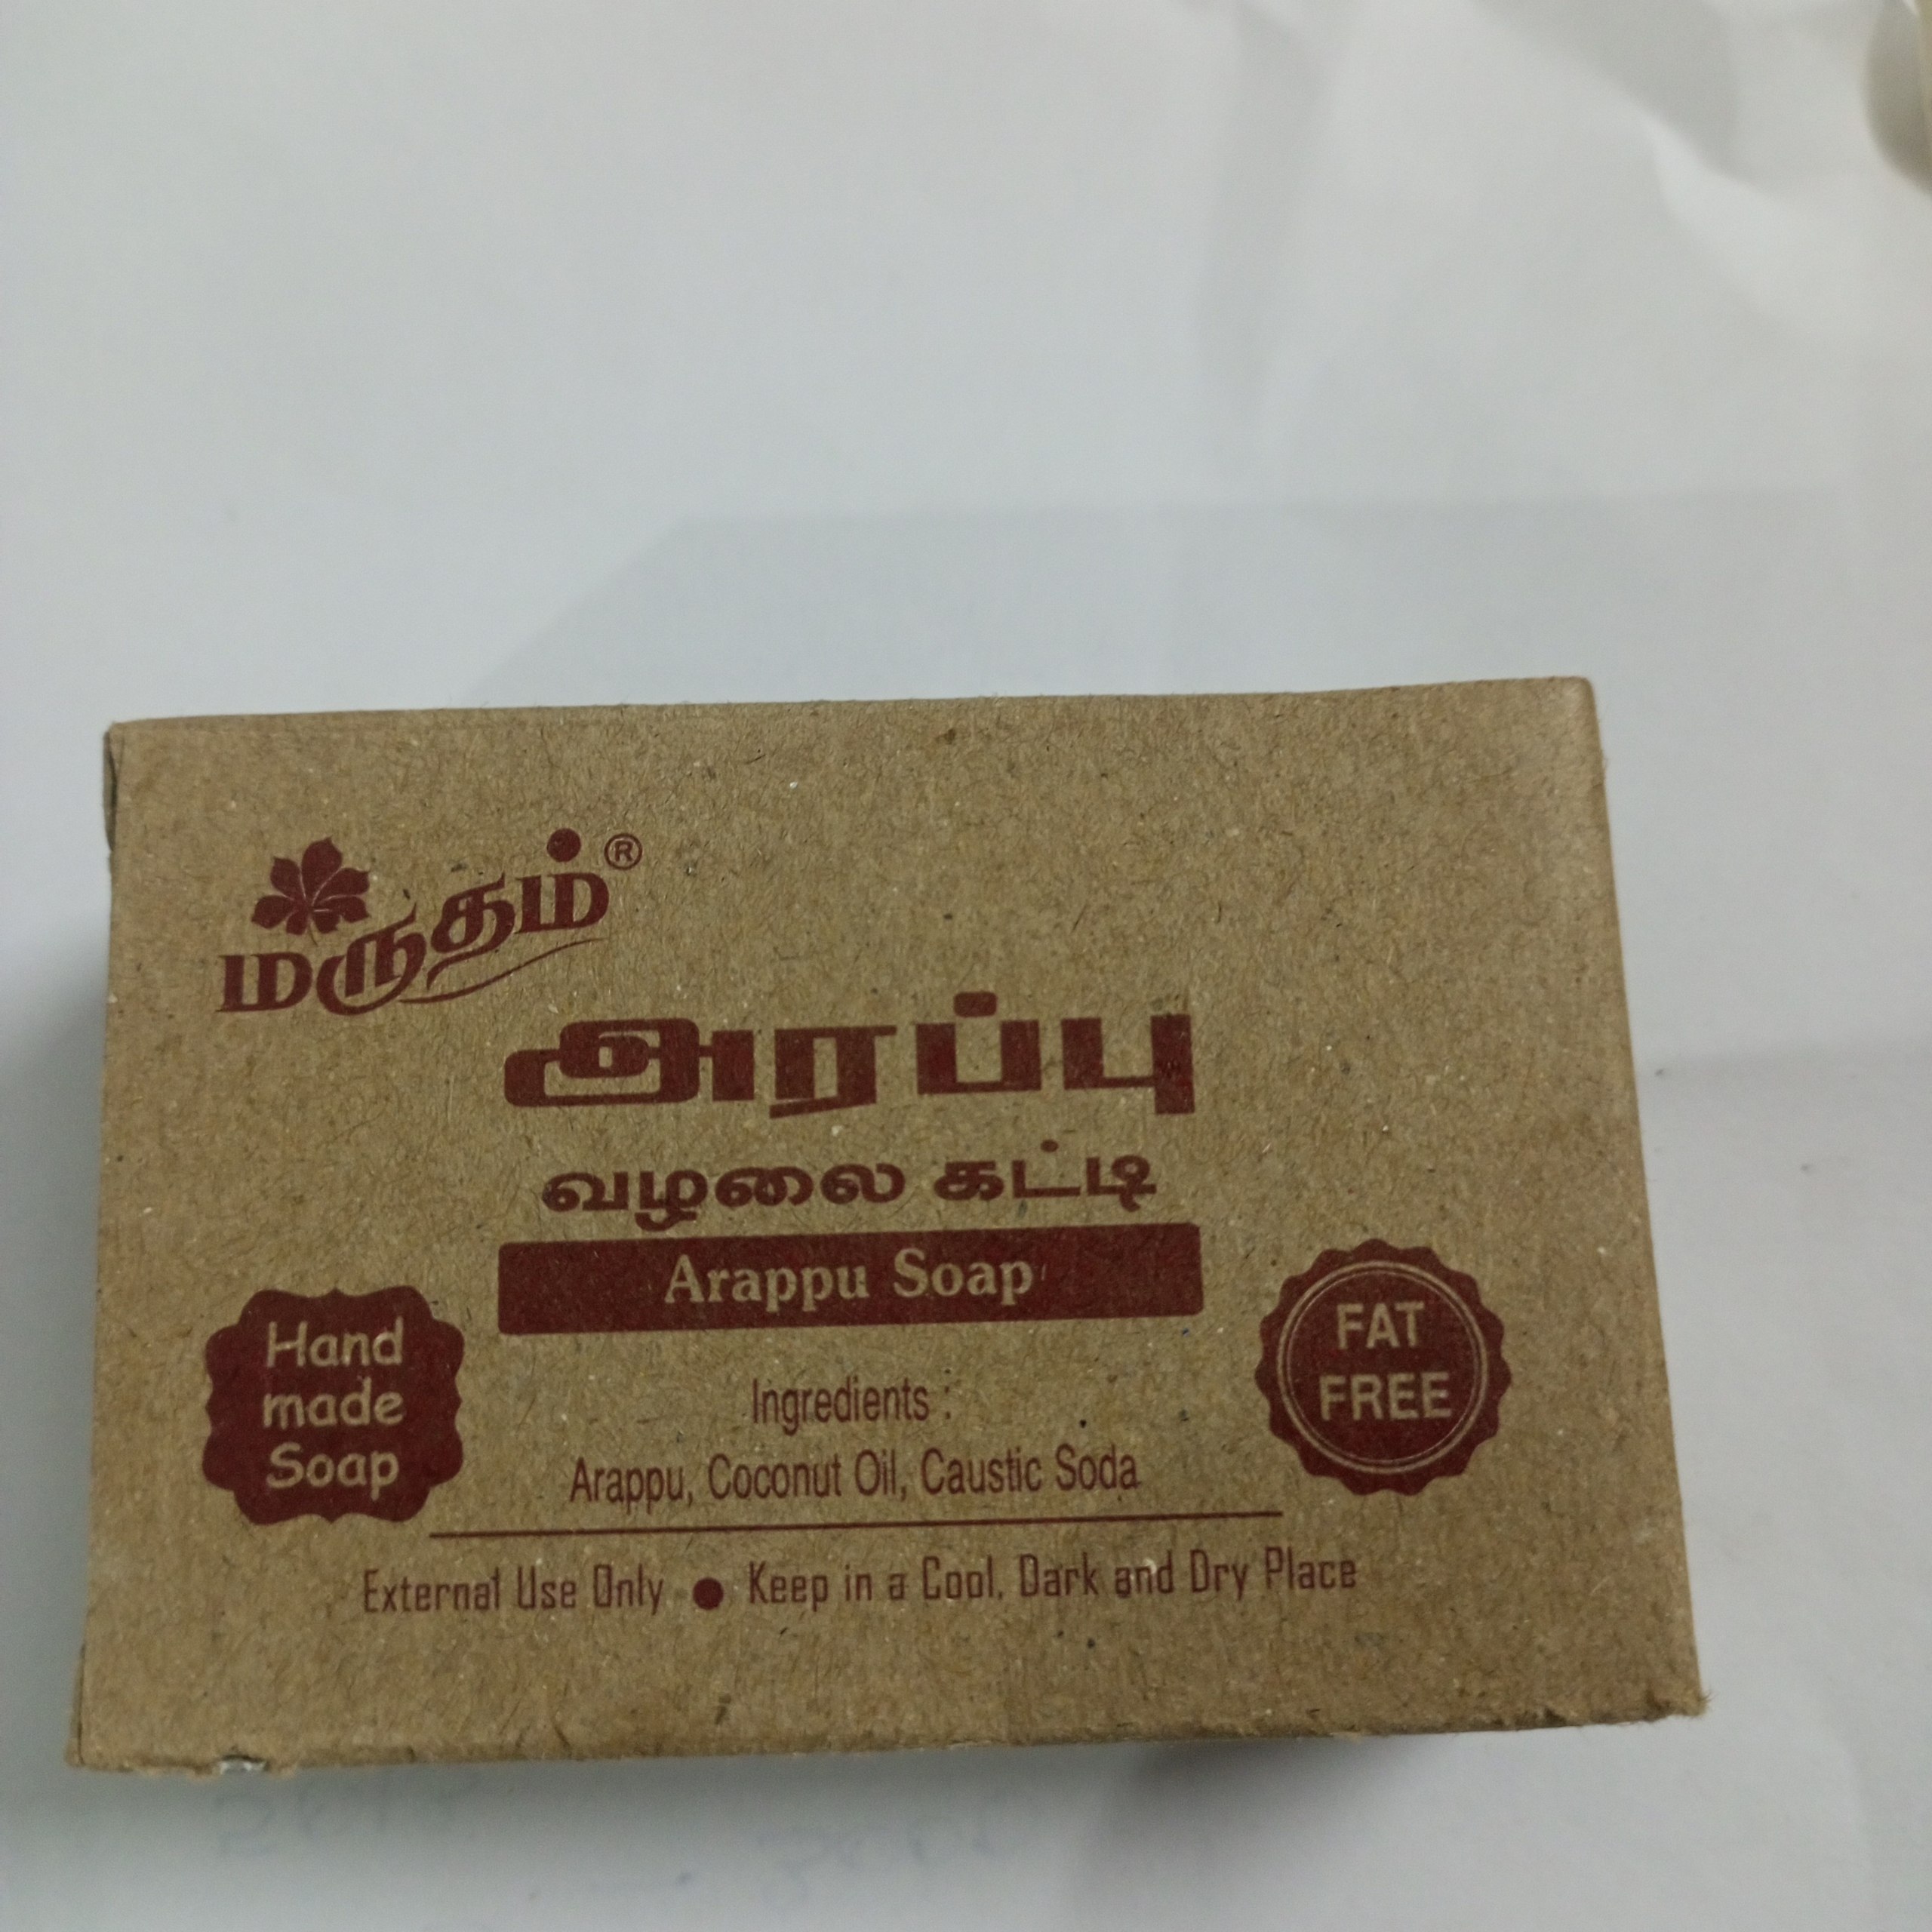 மருதம்®
அரப்பு
வழலை கட்டி
Arappu Soap
Hand
made
Soap
FAT
FREE
Ingredients :
Arappu, Coconut Oil, Caustic Soda
External Use Only ● Keep in a Cool, Dark and Dry Place